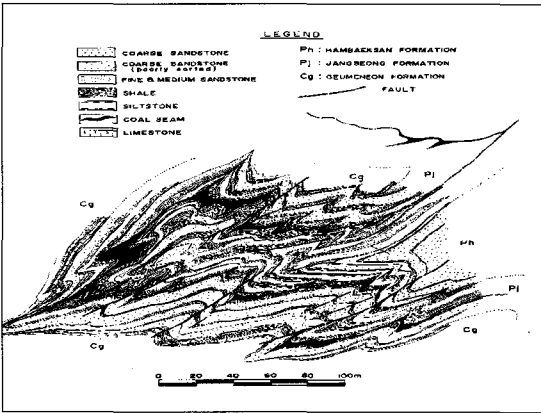 LEGEND
COARSE SANDSTONE
COARSE SANDSTONE
(poorly sorted)
FINE & MEDIUM SANDSTONE
SHALE
SILTSTONE
COAL SEAM
LIMESTONE
Ph : HAMBAEKSAN FORMATION
Pj : JANGSEONG FORMATION
Cg : GEUMCHEON FORMATION
FAULT
Cg
Pj
Cg
Ph
Pj
Cg
Cg
0 20 40 60 80 100m